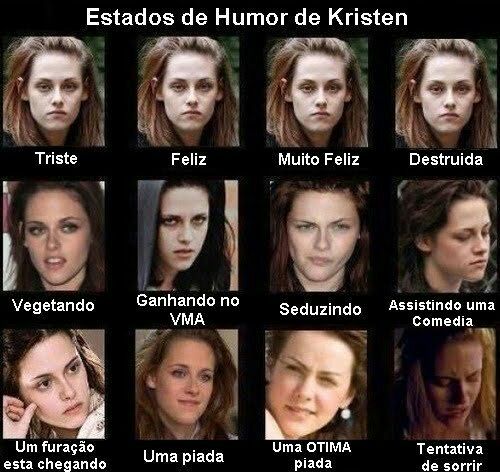 Estados de Humor de Kristen
Triste
Feliz
Muito Feliz
Destruida
Vegetando
Ganhando no
VMA
Seduzindo
Assistindo uma
Comedia
Um furação
esta chegando
Uma piada
Uma OTIMA
piada
Tentativa
de sorrir